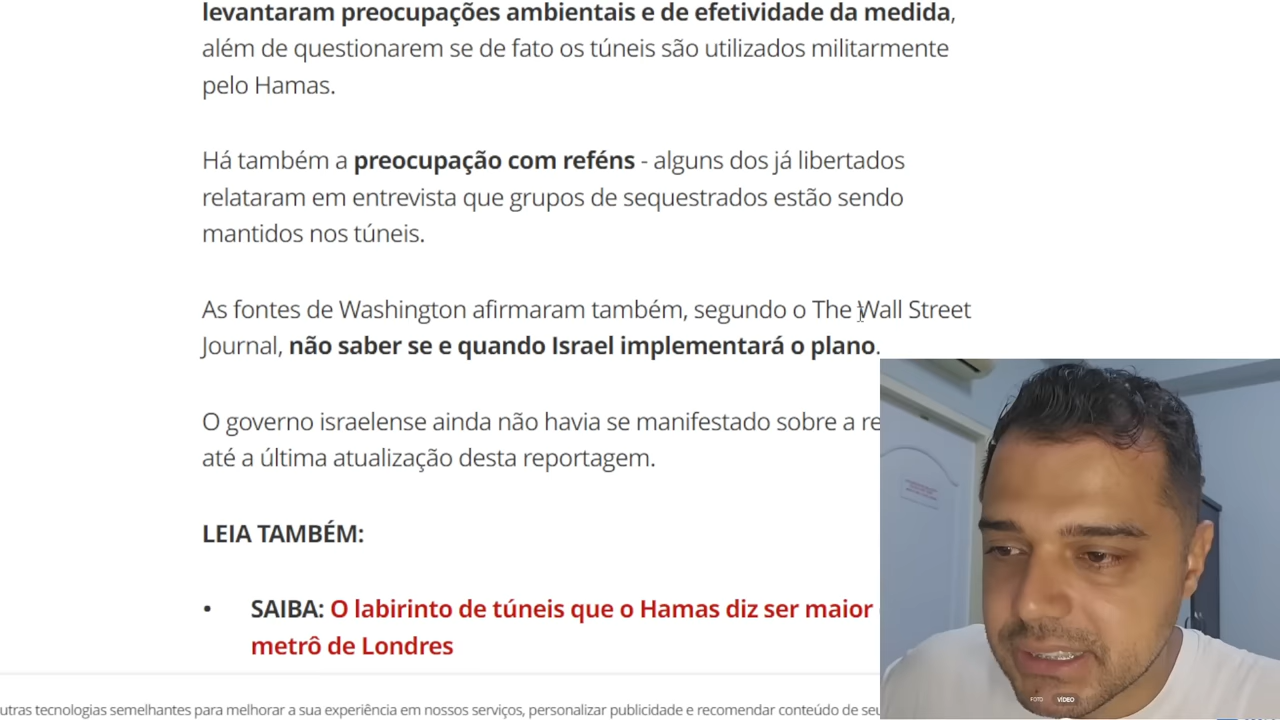 levantaram preocupações ambientais e de efetividade da medida,
além de questionarem se de fato os túneis são utilizados militarmente
pelo Hamas.
Há também a preocupação com reféns - alguns dos já libertados
relataram em entrevista que grupos de sequestrados estão sendo
mantidos nos túneis.
As fontes de Washington afirmaram também, segundo o The Wall Street
Journal, não saber se e quando Israel implementará o plano.
O governo israelense ainda não havia se manifestado sobre a re
até a última atualização desta reportagem.
LEIA TAMBÉM:
• SAIBA: O labirinto de túneis que o Hamas diz ser maior
metrô de Londres
utras tecnologias semelhantes para melhorar a sua experiência em nossos serviços, personalizar publicidade e recomendar conteúdo de seu
FOTO VÍDEO